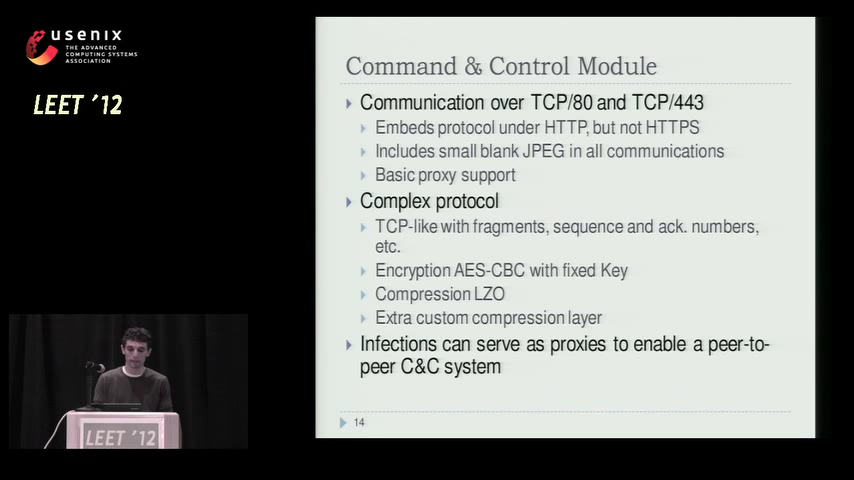 usenix
THE ADVANCED
COMPUTING SYSTEMS
ASSOCIATION
LEET '12
Command & Control Module
Communication over TCP/80 and TCP/443
Embeds protocol under HTTP, but not HTTPS
Includes small blank JPEG in all communications
Basic proxy support
Complex protocol
TCP-like with fragments, sequence and ack. numbers,
etc.
Encryption AES-CBC with fixed Key
Compression LZO
Extra custom compression layer
Infections can serve as proxies to enable a peer-to-
peer C&C system
14
LEET '12